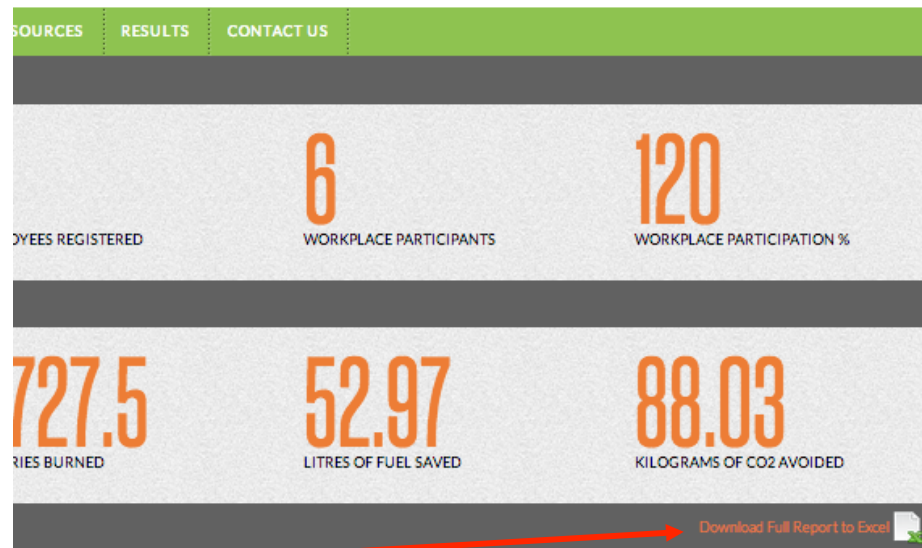 SOURCES RESULTS CONTACT US
6 120
OYEES REGISTERED WORKPLACE PARTICIPANTS WORKPLACE PARTICIPATION %
727.5 52.97 88.03
RIES BURNED LITRES OF FUEL SAVED KILOGRAMS OF CO2 AVOIDED
Download Full Report to Excel